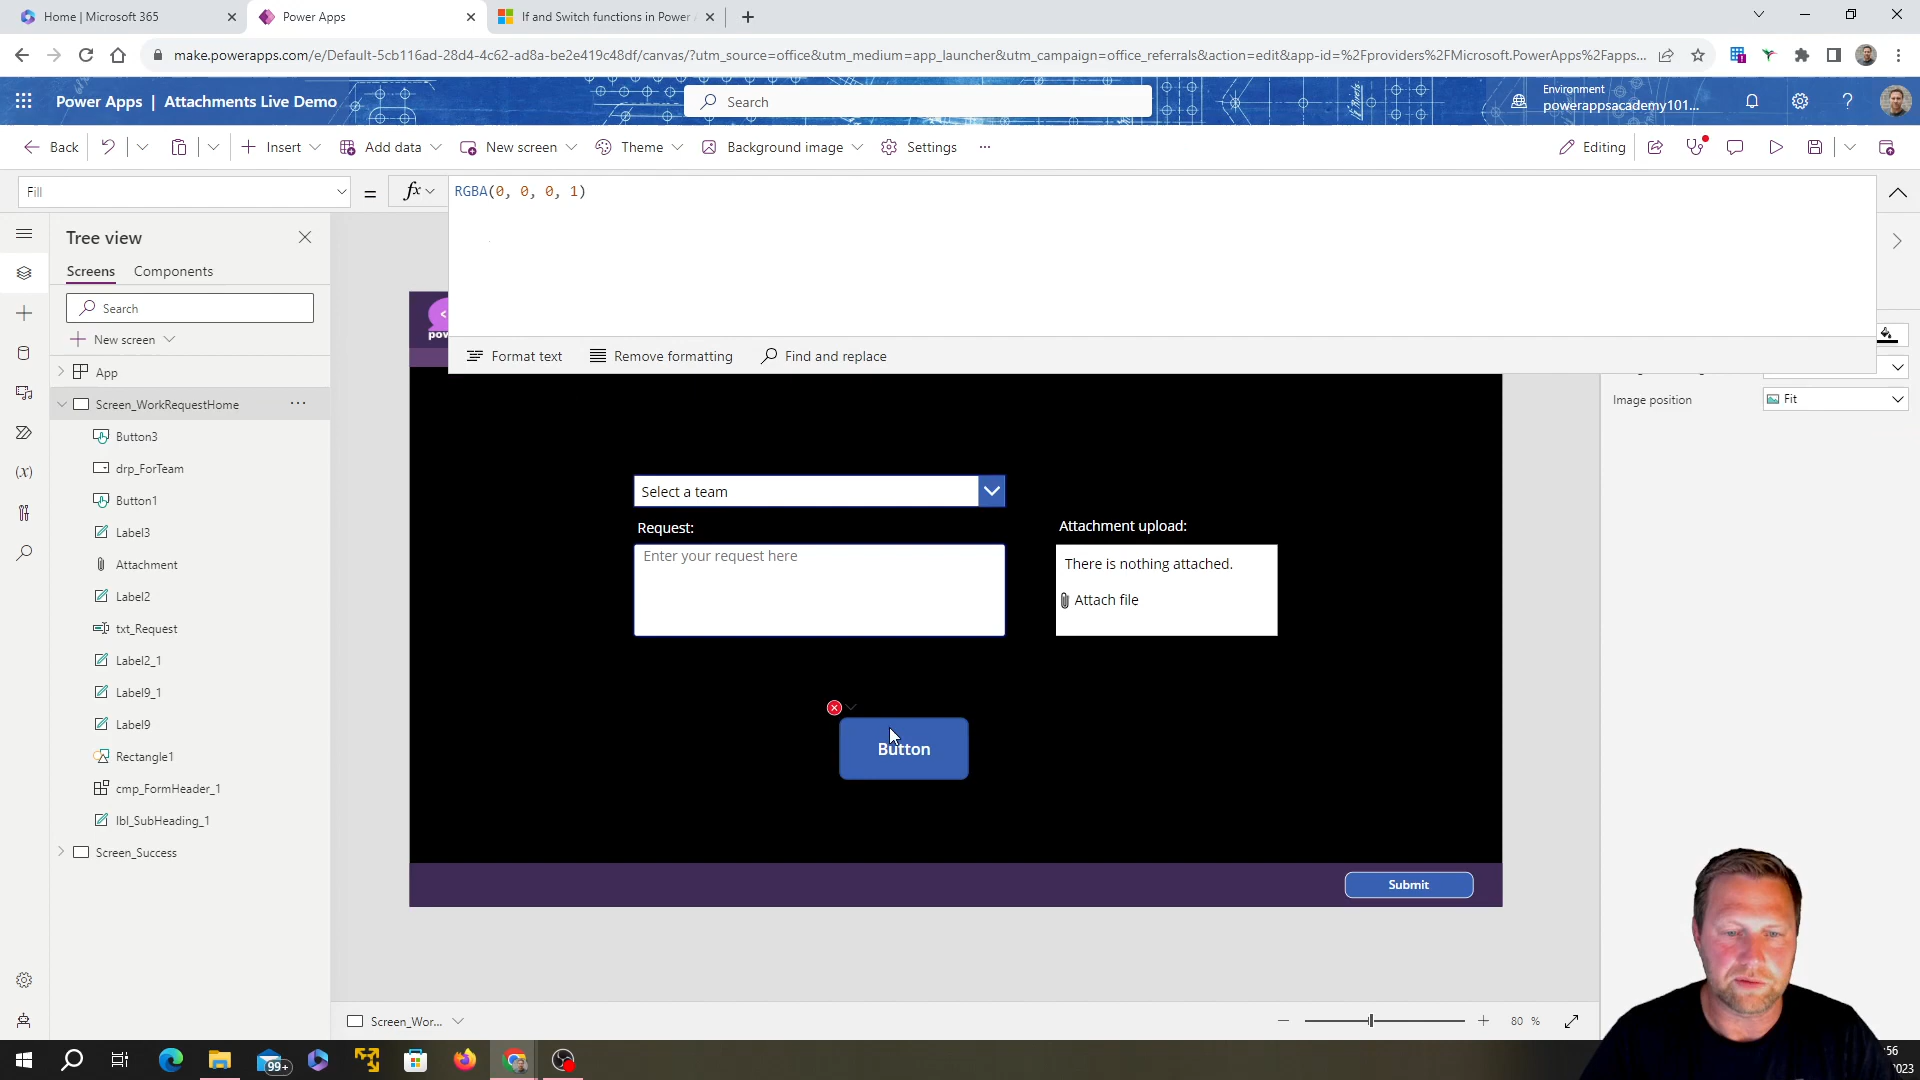 Home | Microsoft 365
Power Apps
If and Switch functions in Power
make.powerapps.com/e/Default-5cb116ad-28d4-4c62-ad8a-be2e419c48df/canvas/?utm_source=office&utm_medium=app_launcher&utm_campaign=office_referrals&action=edit&app-id=%2Fproviders%2FMicrosoft.PowerApps%2Fapps...
Power Apps | Attachments Live Demo
Search
Environment
powerappsacademy101...
Back
Insert
Add data
New screen
Theme
Background image
Settings
...
Editing
Fill
=
fx
RGBA(0, 0, 0, 1)
Format text
Remove formatting
Find and replace
Tree view
Screens
Components
Search
New screen
App
Screen_WorkRequestHome
...
Button3
drp_ForTeam
Button1
Label3
Attachment
Label2
txt_Request
Label2_1
Label9_1
Label9
Rectangle1
cmp_FormHeader_1
lbl_SubHeading_1
Screen_Success
(x)
pow
Select a team
Request:
Enter your request here
Attachment upload:
There is nothing attached.
Attach file
Button
Submit
Image position
Fit
Screen_Wor...
80 %
99+
:56
023